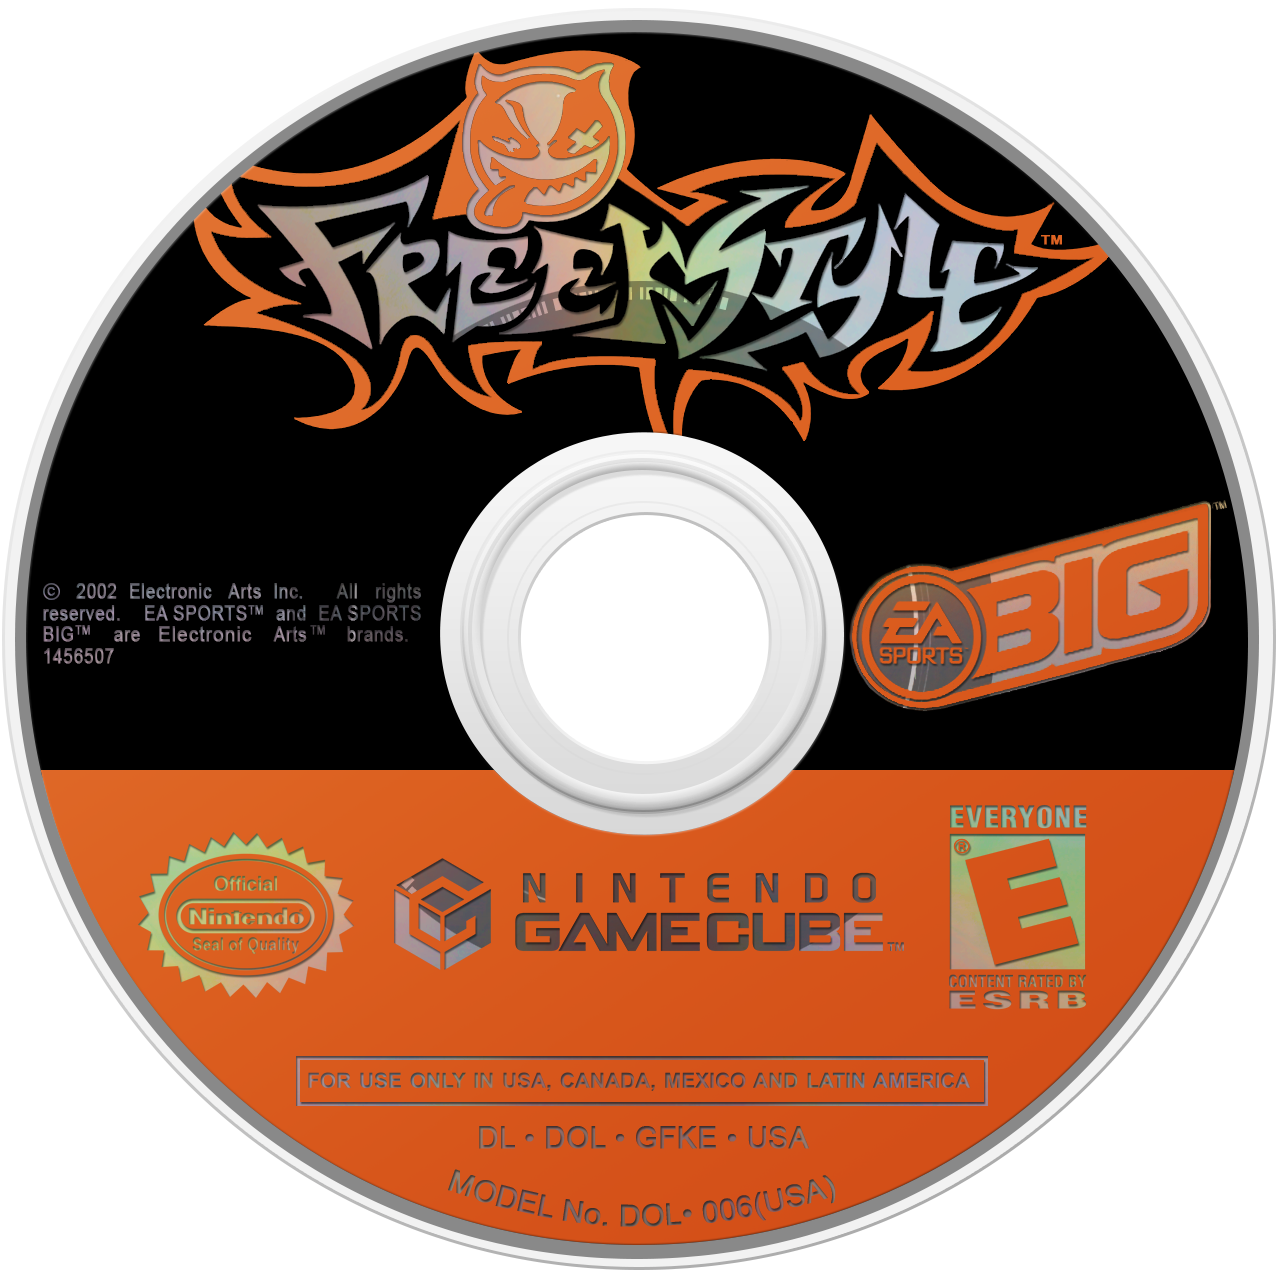 FREEKSTYLE™
© 2002 Electronic Arts Inc. All rights
reserved. EA SPORTS™ and EA SPORTS
BIG™ are Electronic Arts™ brands.
1456507
EA
SPORTS™
BIG™
Official
Nintendo®
Seal of Quality
NINTENDO
GAMECUBE™
EVERYONE
E®
CONTENT RATED BY
ESRB
FOR USE ONLY IN USA, CANADA, MEXICO AND LATIN AMERICA
DL • DOL • GFKE • USA
MODEL No. DOL• 006(USA)